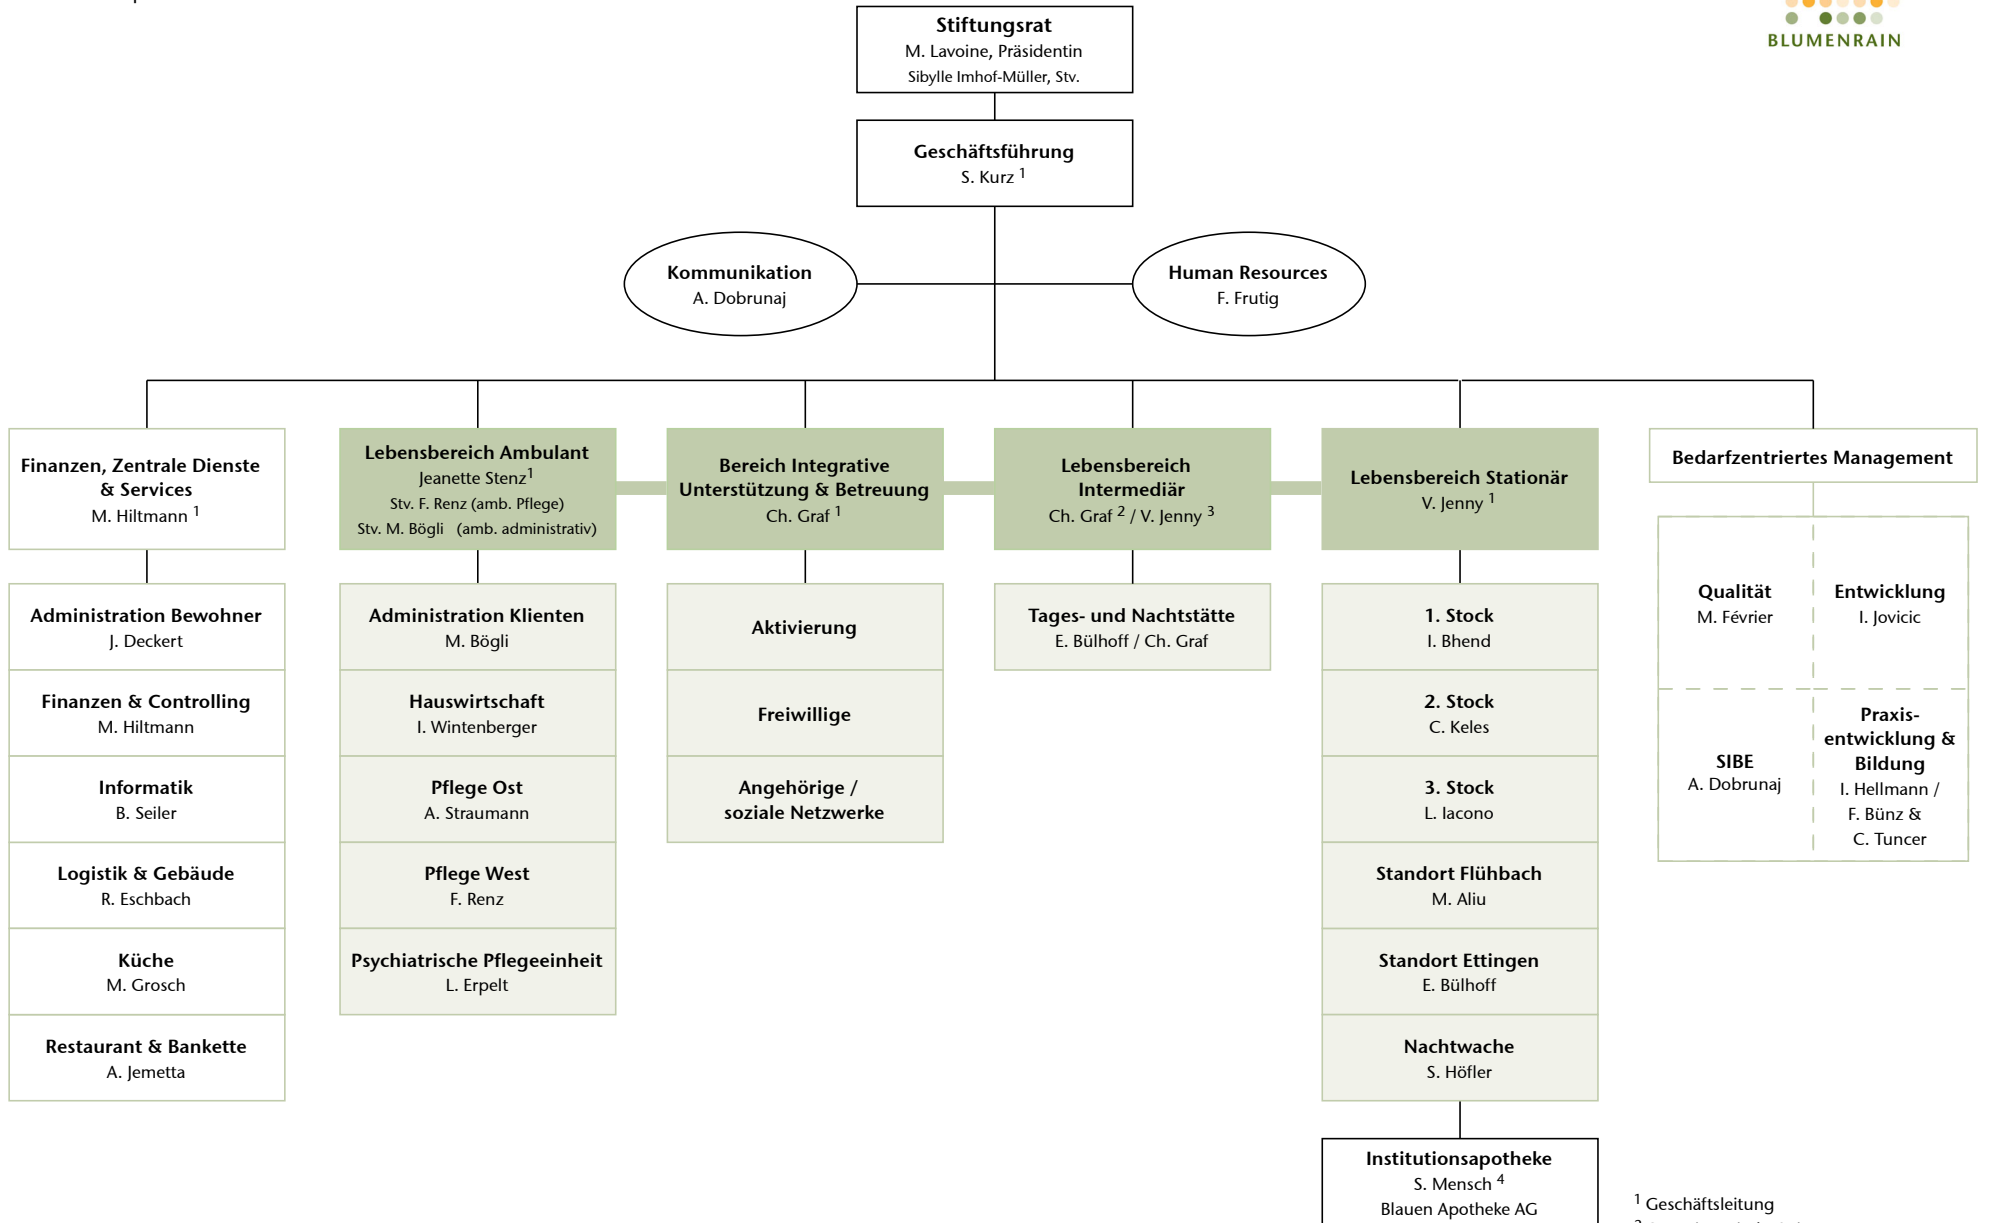 BLUMENRAIN
Stiftungsrat
M. Lavoine, Präsidentin
Sibylle Imhof-Müller, Stv.
Geschäftsführung
S. Kurz 1
Kommunikation
A. Dobrunaj
Human Resources
F. Frutig
Finanzen, Zentrale Dienste
& Services
M. Hiltmann 1
Lebensbereich Ambulant
Jeanette Stenz1
Stv. F. Renz (amb. Pflege)
Stv. M. Bögli (amb. administrativ)
Bereich Integrative
Unterstützung & Betreuung
Ch. Graf 1
Lebensbereich
Intermediär
Ch. Graf 2 / V. Jenny 3
Lebensbereich Stationär
V. Jenny 1
Bedarfzentriertes Management
Administration Bewohner
J. Deckert
Finanzen & Controlling
M. Hiltmann
Informatik
B. Seiler
Logistik & Gebäude
R. Eschbach
Küche
M. Grosch
Restaurant & Bankette
A. Jemetta
Administration Klienten
M. Bögli
Hauswirtschaft
I. Wintenberger
Pflege Ost
A. Straumann
Pflege West
F. Renz
Psychiatrische Pflegeeinheit
L. Erpelt
Aktivierung
Freiwillige
Angehörige /
soziale Netzwerke
Tages- und Nachtstätte
E. Bülhoff / Ch. Graf
1. Stock
I. Bhend
2. Stock
C. Keles
3. Stock
L. Iacono
Standort Flühbach
M. Aliu
Standort Ettingen
E. Bülhoff
Nachtwache
S. Höfler
Institutionsapotheke
S. Mensch 4
Blauen Apotheke AG
Qualität
M. Février
Entwicklung
I. Jovicic
SIBE
A. Dobrunaj
Praxis-
entwicklung &
Bildung
I. Hellmann /
F. Bünz &
C. Tuncer
1 Geschäftsleitung